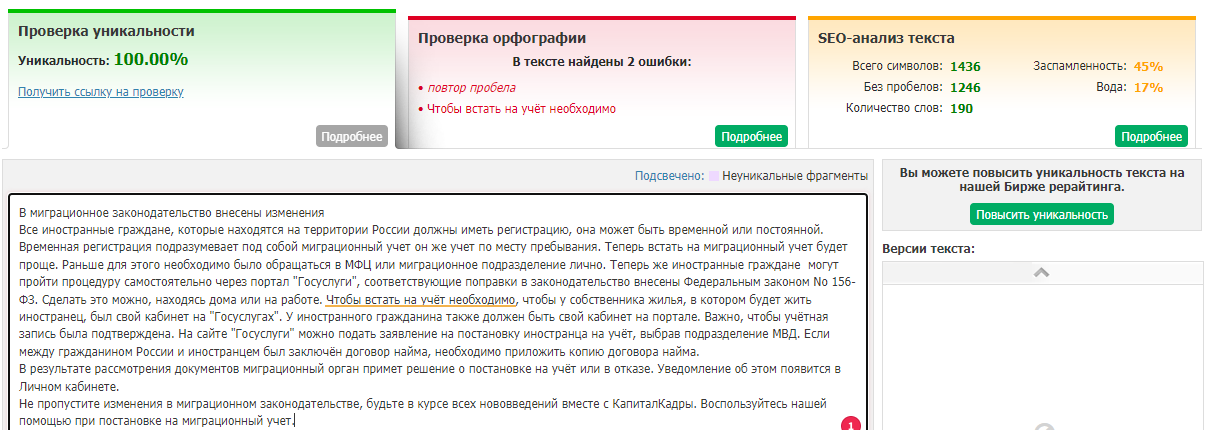 Проверка уникальности
Уникальность: 100.00%
Получить ссылку на проверку
Подробнее
Проверка орфографии
В тексте найдены 2 ошибки:
• повтор пробела
• Чтобы встать на учёт необходимо
Подробнее
SEO-анализ текста
Всего символов: 1436
Без пробелов: 1246
Количество слов: 190
Заспамленность: 45%
Вода: 17%
Подробнее
Подсвечено: Неуникальные фрагменты
В миграционное законодательство внесены изменения
Все иностранные граждане, которые находятся на территории России должны иметь регистрацию, она может быть временной или постоянной.
Временная регистрация подразумевает под собой миграционный учет он же учет по месту пребывания. Теперь встать на миграционный учет будет
проще. Раньше для этого необходимо было обращаться в МФЦ или миграционное подразделение лично. Теперь же иностранные граждане  могут
пройти процедуру самостоятельно через портал "Госуслуги", соответствующие поправки в законодательство внесены Федеральным законом No 156-
ФЗ. Сделать это можно, находясь дома или на работе. Чтобы встать на учёт необходимо, чтобы у собственника жилья, в котором будет жить
иностранец, был свой кабинет на "Госуслугах". У иностранного гражданина также должен быть свой кабинет на портале. Важно, чтобы учётная
запись была подтверждена. На сайте "Госуслуги" можно подать заявление на постановку иностранца на учёт, выбрав подразделение МВД. Если
между гражданином России и иностранцем был заключён договор найма, необходимо приложить копию договора найма.
В результате рассмотрения документов миграционный орган примет решение о постановке на учёт или в отказе. Уведомление об этом появится в
Личном кабинете.
Не пропустите изменения в миграционном законодательстве, будьте в курсе всех нововведений вместе с КапиталКадры. Воспользуйтесь нашей
помощью при постановке на миграционный учет.
1
Вы можете повысить уникальность текста на
нашей Бирже рерайтинга.
Повысить уникальность
Версии текста: